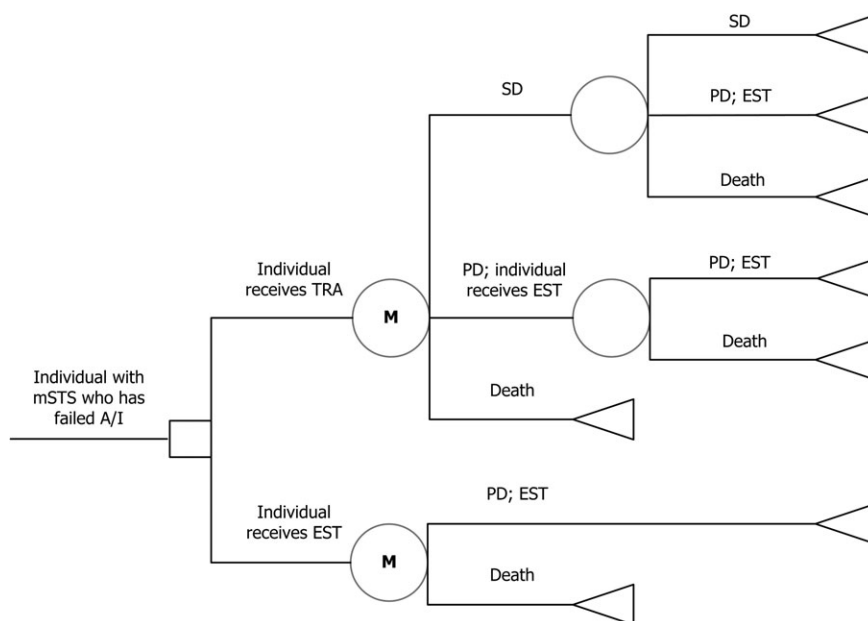 SD
SD
PD; EST
Death
Individual
receives TRA
M
PD; individual
receives EST
PD; EST
Death
Death
Individual with
mSTS who has
failed A/I
Individual
receives EST
M
PD; EST
Death